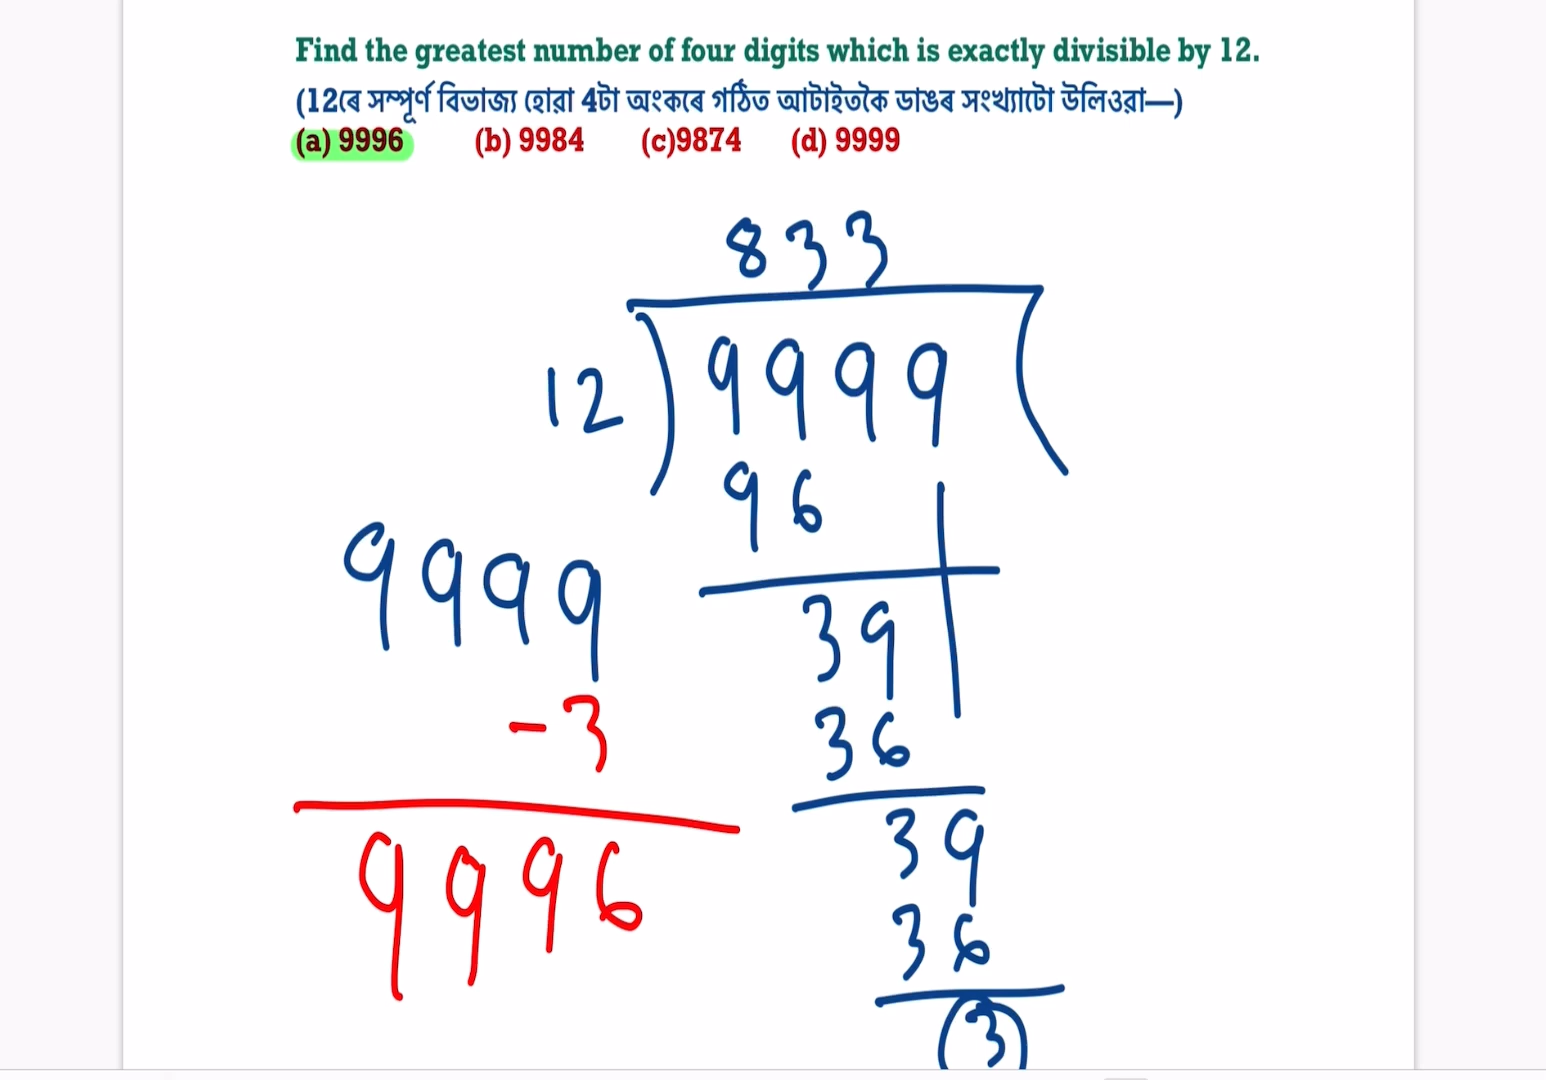 Find the greatest number of four digits which is exactly divisible by 12.
(12ৰে সম্পূৰ্ণ বিভাজ্য হোৱা 4টা অংকৰে গঠিত আটাইতকৈ ডাঙৰ সংখ্যাটো উলিওৱা—)
(a) 9996 (b) 9984 (c)9874 (d) 9999
833
12 ) 9999 (
96
39
36
39
36
3
9999
-3
9996